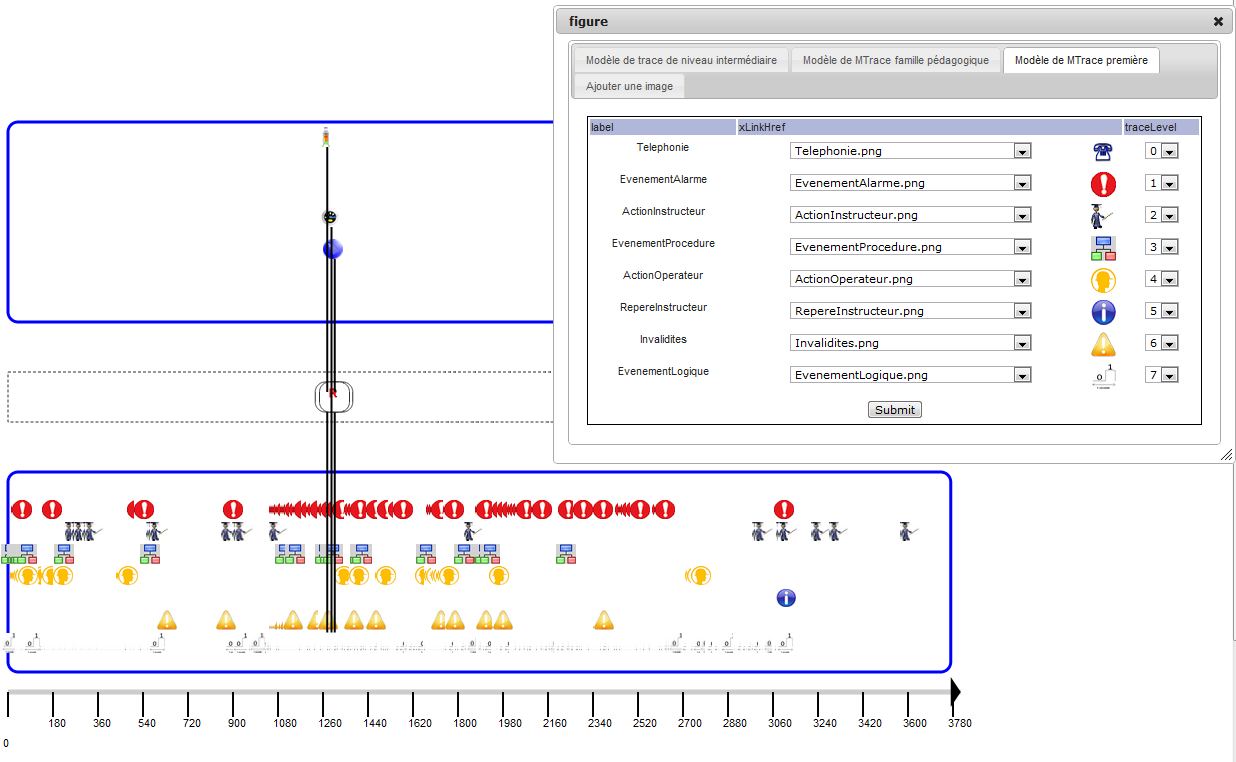 figure
Modèle de trace de niveau intermédiaire
Modèle de MTrace famille pédagogique
Modèle de MTrace première
Ajouter une image
label xLinkHref traceLevel
Telephonie Telephonie.png 0
EvenementAlarme EvenementAlarme.png 1
ActionInstructeur ActionInstructeur.png 2
EvenementProcedure EvenementProcedure.png 3
ActionOperateur ActionOperateur.png 4
RepereInstructeur RepereInstructeur.png 5
Invalidites Invalidites.png 6
EvenementLogique EvenementLogique.png 7
Submit
R
180 360 540 720 900 1080 1260 1440 1620 1800 1980 2160 2340 2520 2700 2880 3060 3240 3420 3600 3780
0